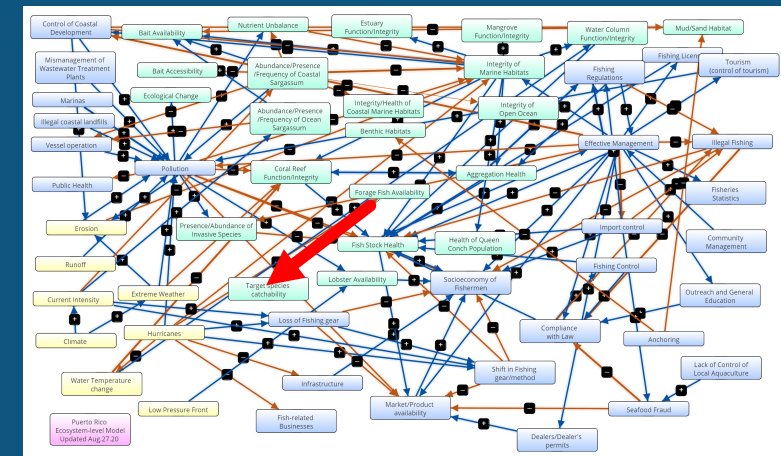 Control of Coastal
Development
Bait Availability
Nutrient Unbalance
Estuary
Function/Integrity
Mangrove
Function/Integrity
Water Column
Function/Integrity
Mud/Sand Habitat
Mismanagement of
Wastewater Treatment
Plants
Bait Accessibility
Abundance/Presence
/Frequency of Coastal
Sargassum
Integrity of
Marine Habitats
Fishing
Regulations
Tourism
(control of tourism)
Marinas
Ecological Change
Abundance/Presence
/Frequency of Ocean
Sargassum
Integrity/Health of
Coastal Marine Habitats
Integrity of
Open Ocean
Illegal coastal landfills
Benthic Habitats
Vessel operation
Effective Management
Illegal Fishing
Pollution
Coral Reef
Function/Integrity
Aggregation Health
Public Health
Forage Fish Availability
Fisheries
Statistics
Erosion
Presence/Abundance of
Invasive Species
Fish Stock Health
Health of Queen
Conch Population
Import control
Community
Management
Runoff
Fishing Control
Current Intensity
Extreme Weather
Target species
catchability
Lobster Availability
Socioeconomy of
Fishermen
Outreach and General
Education
Climate
Hurricanes
Loss of Fishing gear
Compliance
with Law
Anchoring
Water Temperature
change
Infrastructure
Shift in Fishing
gear/method
Lack of Control of
Local Aquaculture
Low Pressure Front
Fish-related
Businesses
Market/Product
availability
Seafood Fraud
Puerto Rico
Ecosystem-level Model
Updated Aug.27.20
Dealers/Dealer's
permits